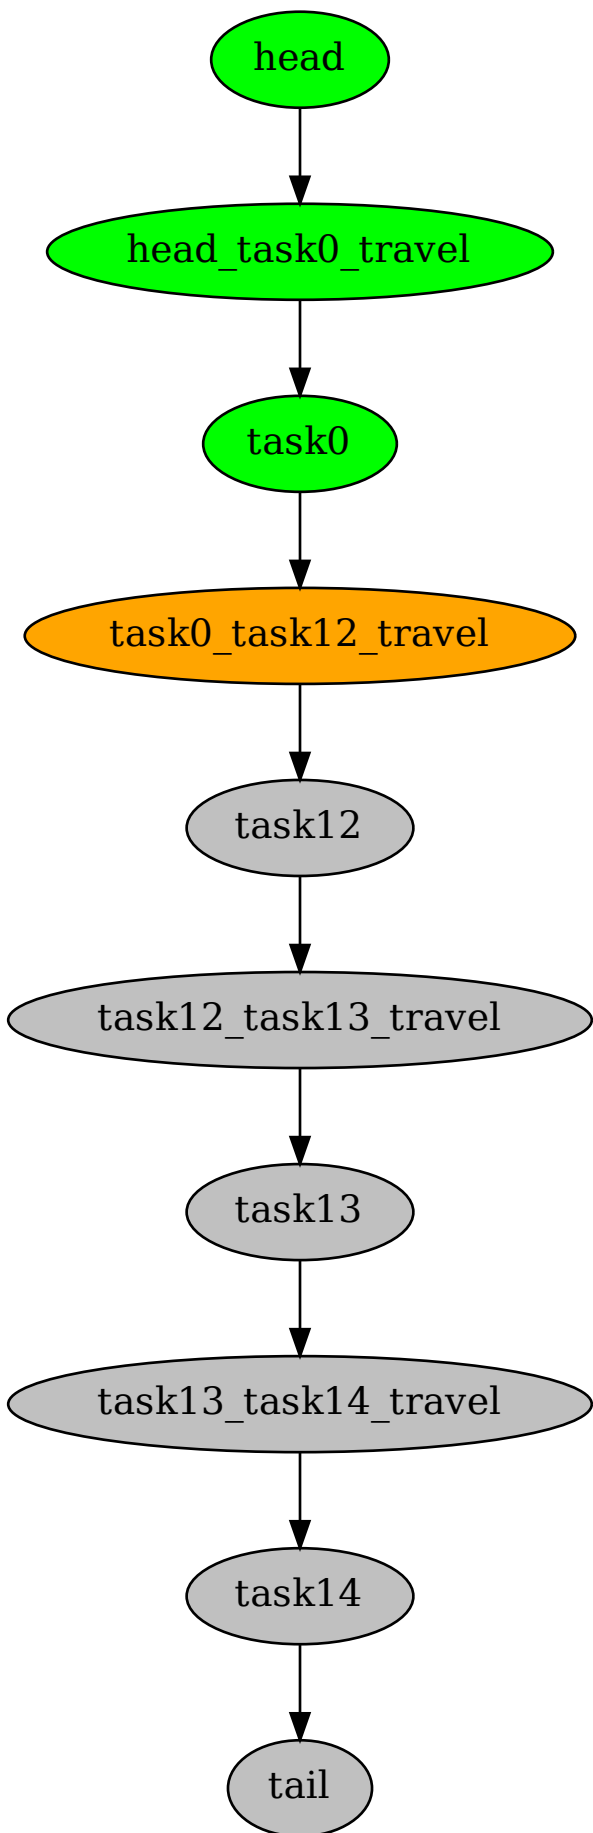 head
head_task0_travel
task0
task0_task12_travel
task12
task12_task13_travel
task13
task13_task14_travel
task14
tail